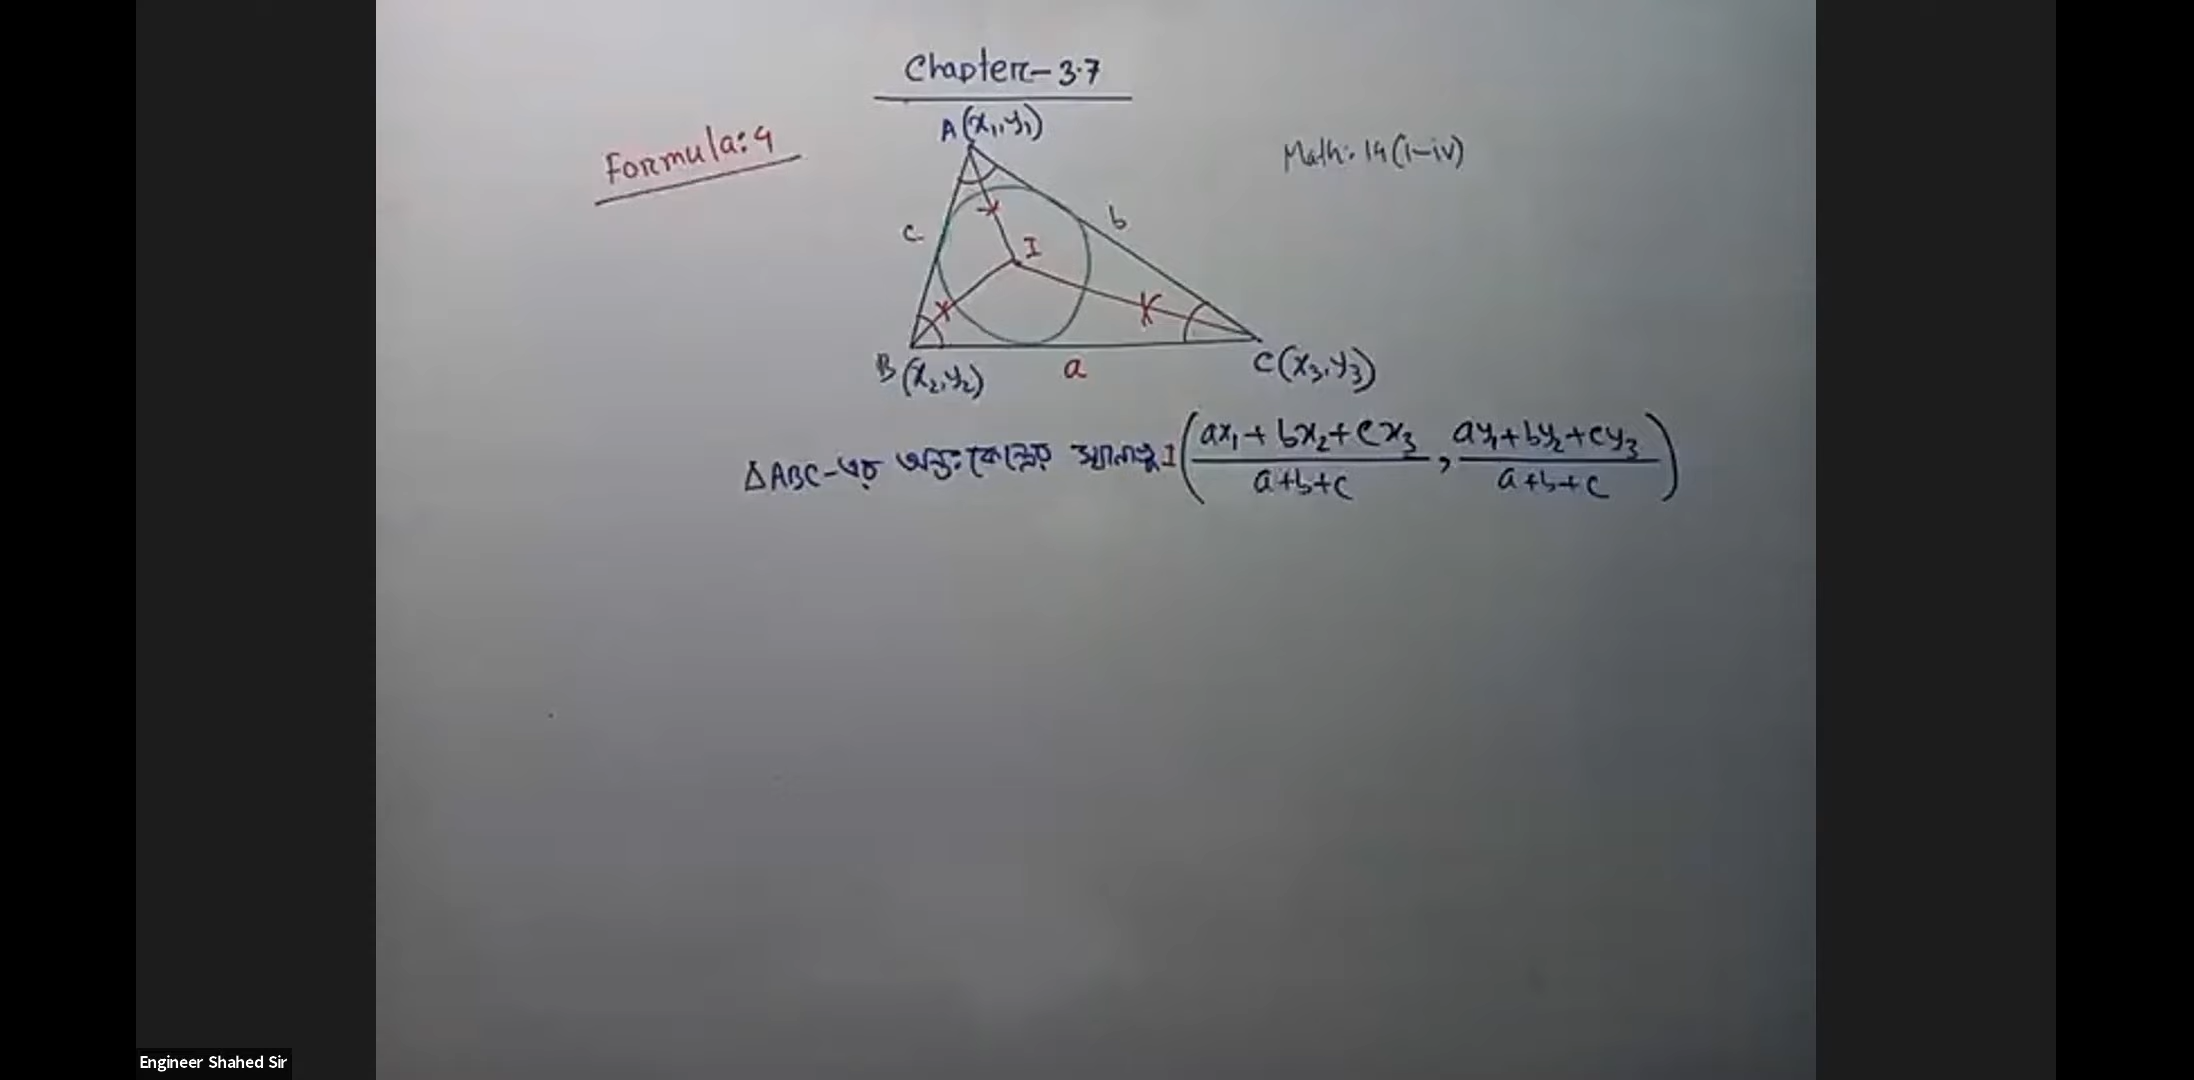 Chapter-3.7
Formula: 4
Math: 14(i-iv)
A(x₁,y₁)
c
b
I
B(x₂,y₂)
a
C(x₃,y₃)
ΔABC-এর অন্তঃকেন্দ্রের স্থানাঙ্ক I((ax₁+bx₂+cx₃)/(a+b+c), (ay₁+by₂+cy₃)/(a+b+c))
Engineer Shahed Sir